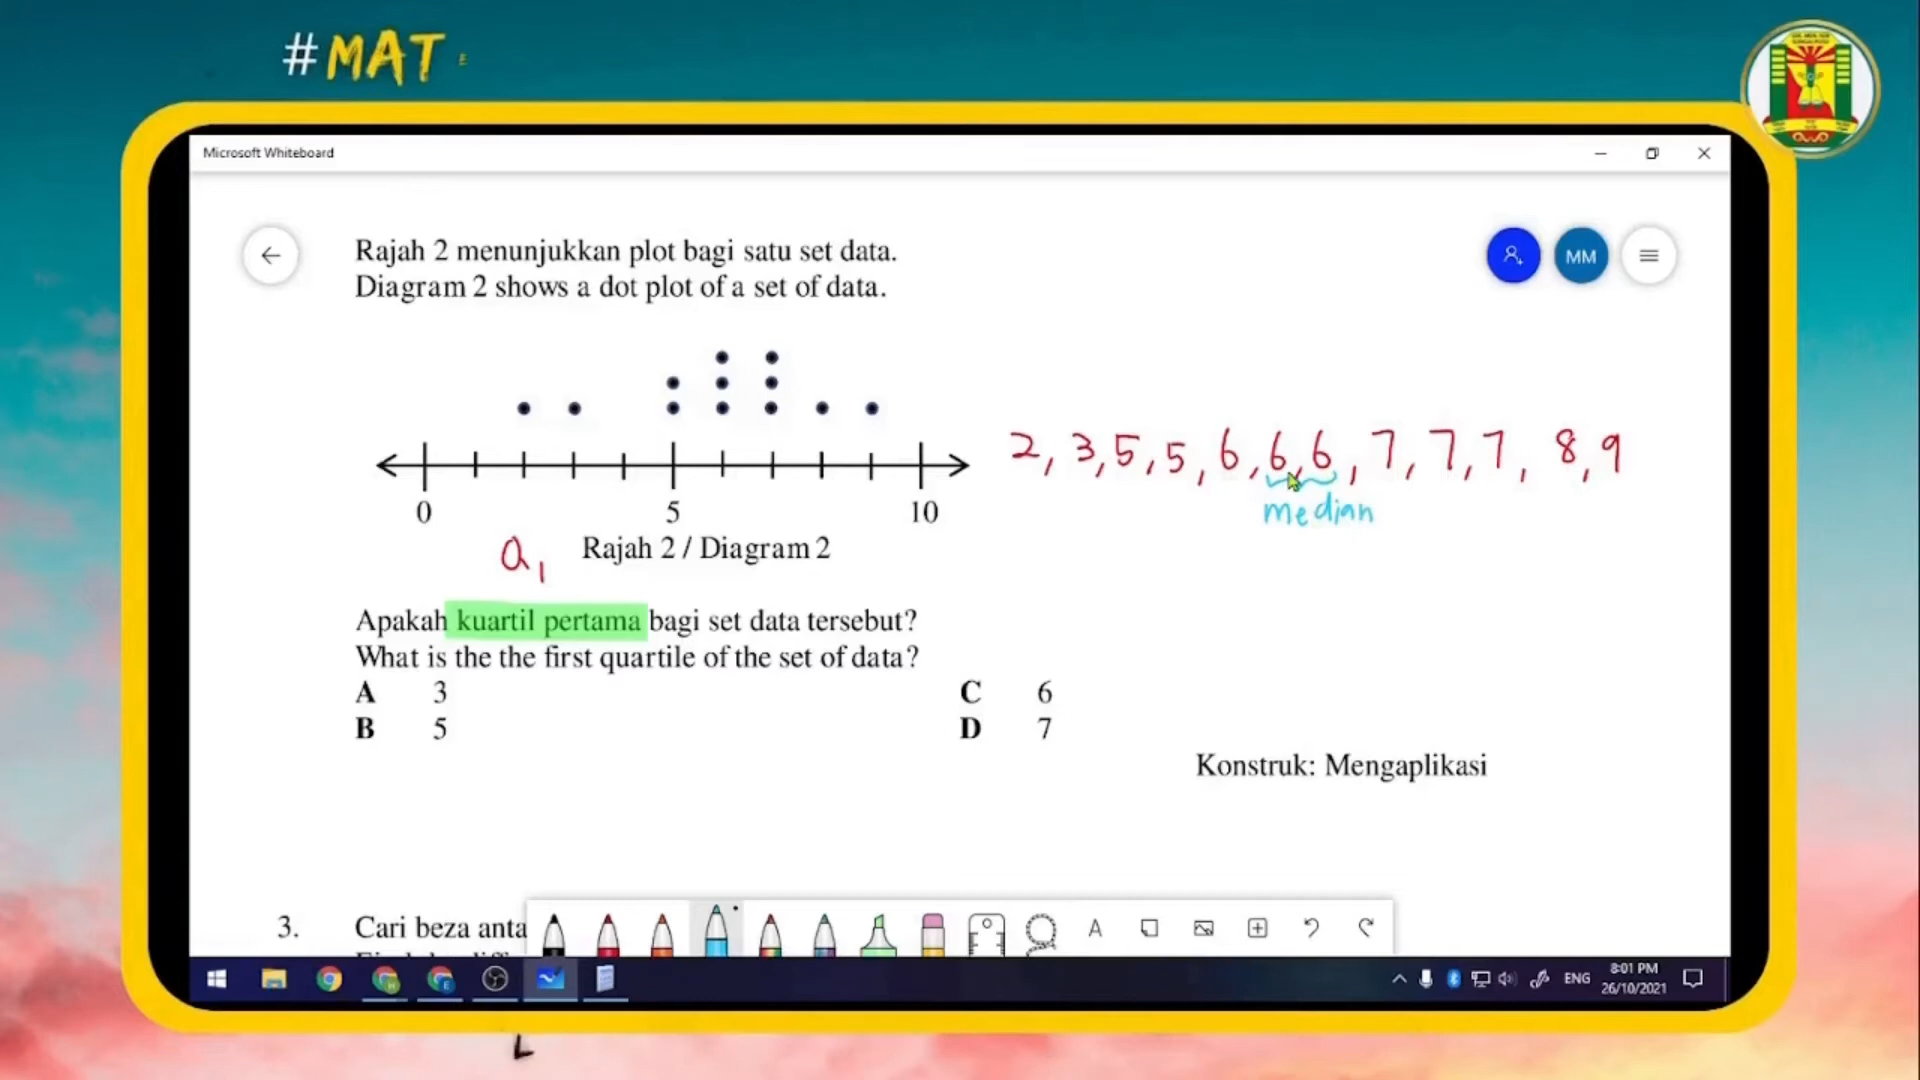 #MAT
Microsoft Whiteboard
MM
Rajah 2 menunjukkan plot bagi satu set data.
Diagram 2 shows a dot plot of a set of data.
2, 3, 5, 5, 6, 6, 6, 7, 7, 7, 8, 9
median
0 5 10
Q1 Rajah 2 / Diagram 2
Apakah kuartil pertama bagi set data tersebut?
What is the the first quartile of the set of data?
A 3 C 6
B 5 D 7
Konstruk: Mengaplikasi
3. Cari beza anta
ENG
8:01 PM
26/10/2021